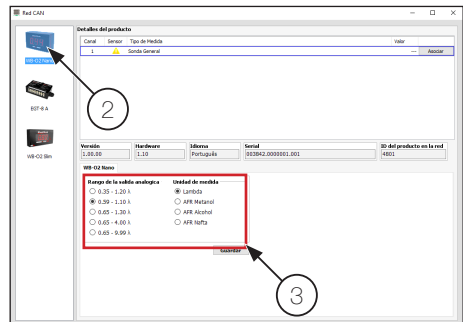 Red CAN
Detalles del producto
Canal Sensor Tipo de Medida Valor
1 Sonda General --- Asociar
WB-O2 Nano
2
EGT-8 A
WB-O2 Slim
Versión Hardware Idioma Serial ID del producto en la red
1.00.00 1.10 Português 003842.0000001.001 4801
WB-O2 Nano
Rango de la salida analogica Unidad de medida
0.35 - 1.20 λ Lambda
0.59 - 1.10 λ AFR Metanol
0.65 - 1.30 λ AFR Alcohol
0.65 - 4.00 λ AFR Nafta
0.65 - 9.99 λ
Guardar
3